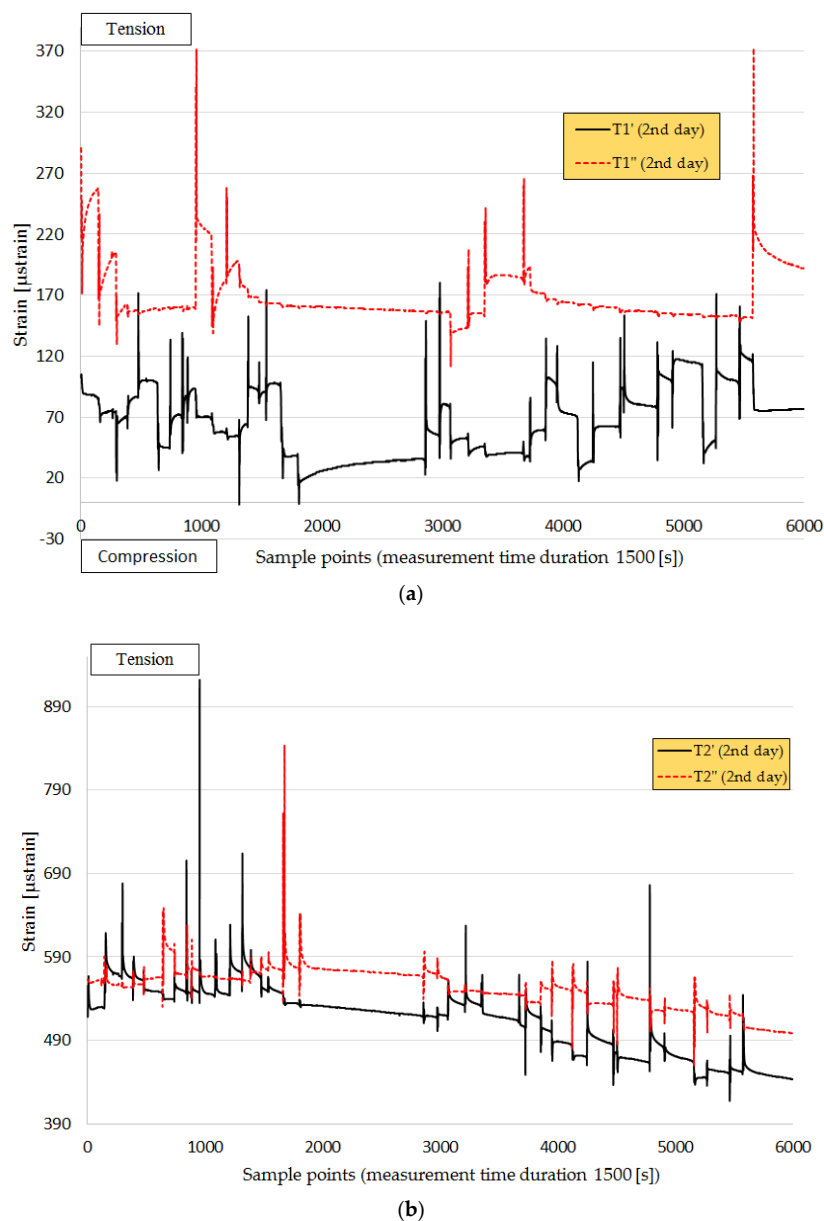 Tension
370
320
270
220
170
120
70
20
-30
Strain [µstrain]
T1' (2nd day)
T1" (2nd day)
0 1000 2000 3000 4000 5000 6000
Compression
Sample points (measurement time duration 1500 [s])
(a)
Tension
890
790
690
590
490
390
Strain [µstrain]
T2' (2nd day)
T2" (2nd day)
0 1000 2000 3000 4000 5000 6000
Sample points (measurement time duration 1500 [s])
(b)